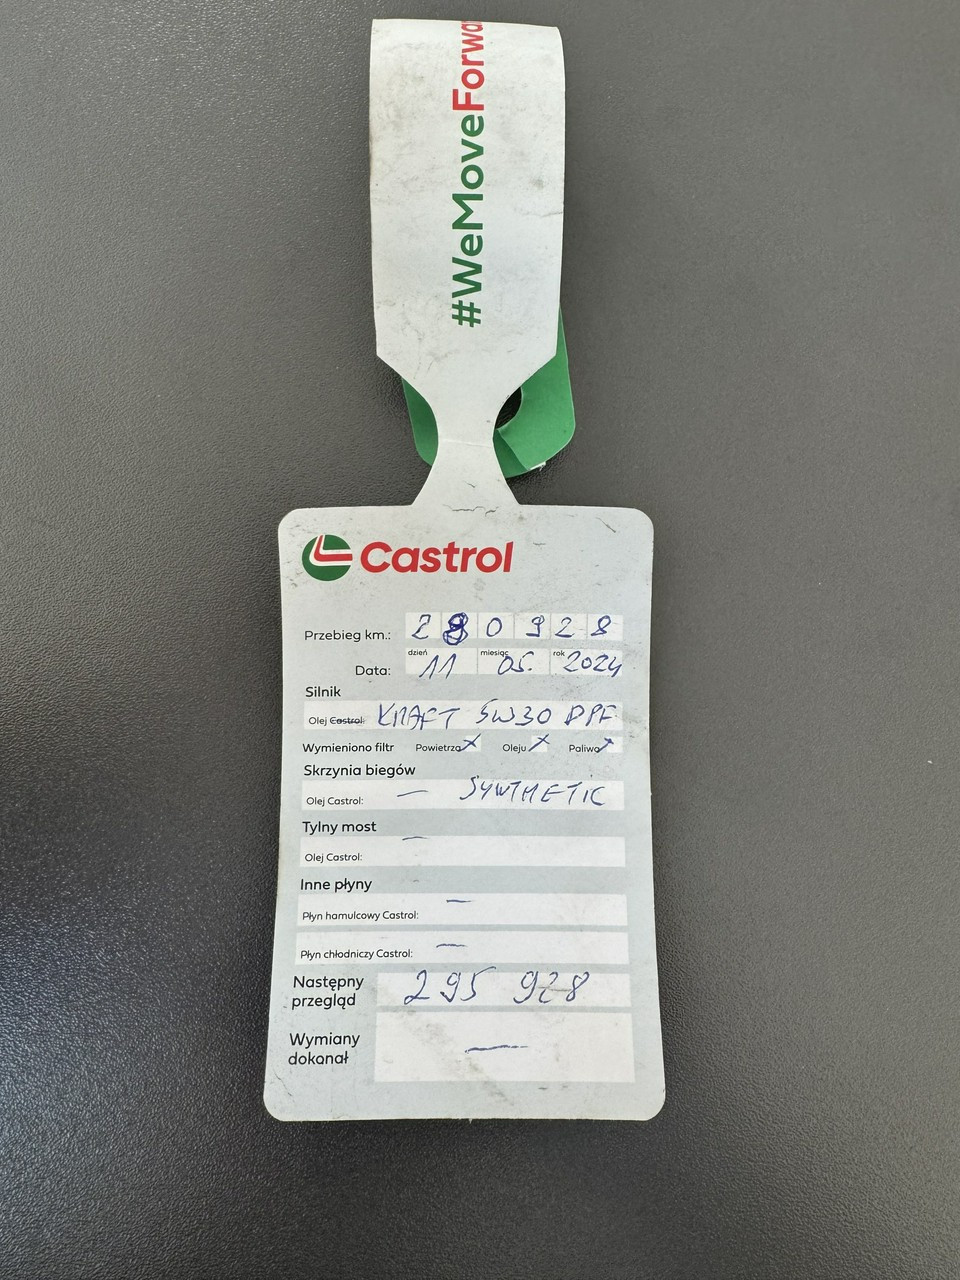 #WeMoveForwa
Castrol
Przebieg km.: 280928
dzień miesiąc rok
Data: 11 05. 2024
Silnik
Olej Castrol: KRAFT 5W30 DPF
Wymieniono filtr Powietrza x Oleju x Paliwa x
Skrzynia biegów
Olej Castrol: — SYNTHETIC
Tylny most
Olej Castrol: —
Inne płyny
Płyn hamulcowy Castrol: —
Płyn chłodniczy Castrol: —
Następny
przegląd 295 928
Wymiany
dokonał —